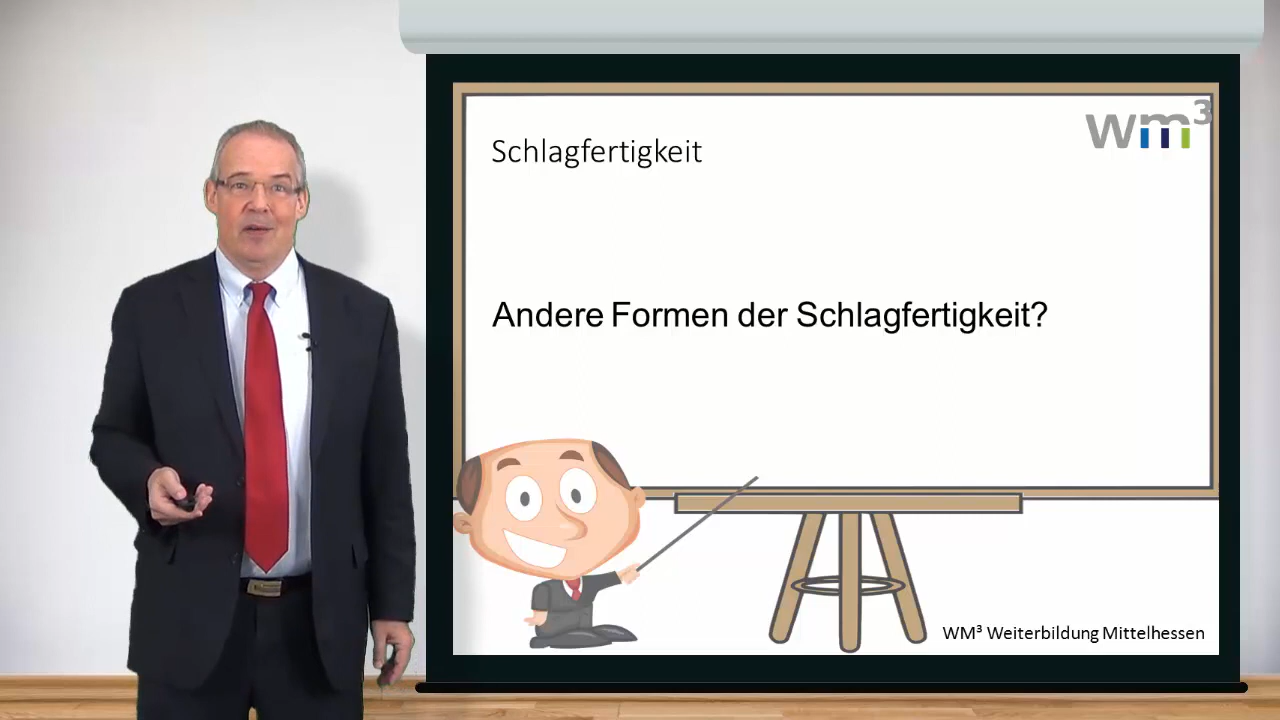 wm³
Schlagfertigkeit
Andere Formen der Schlagfertigkeit?
WM³ Weiterbildung Mittelhessen